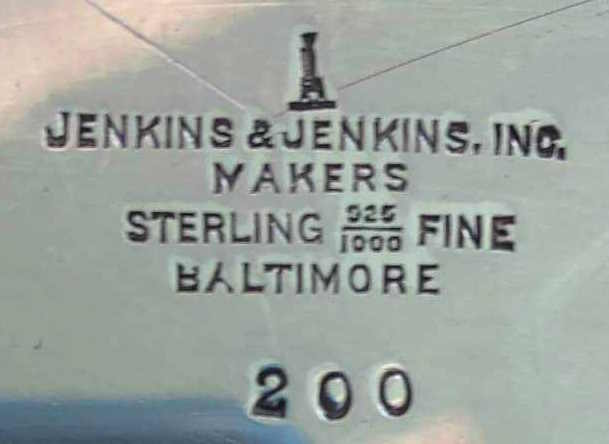 JENKINS & JENKINS, INC.
MAKERS
STERLING 925/1000 FINE
BALTIMORE
200